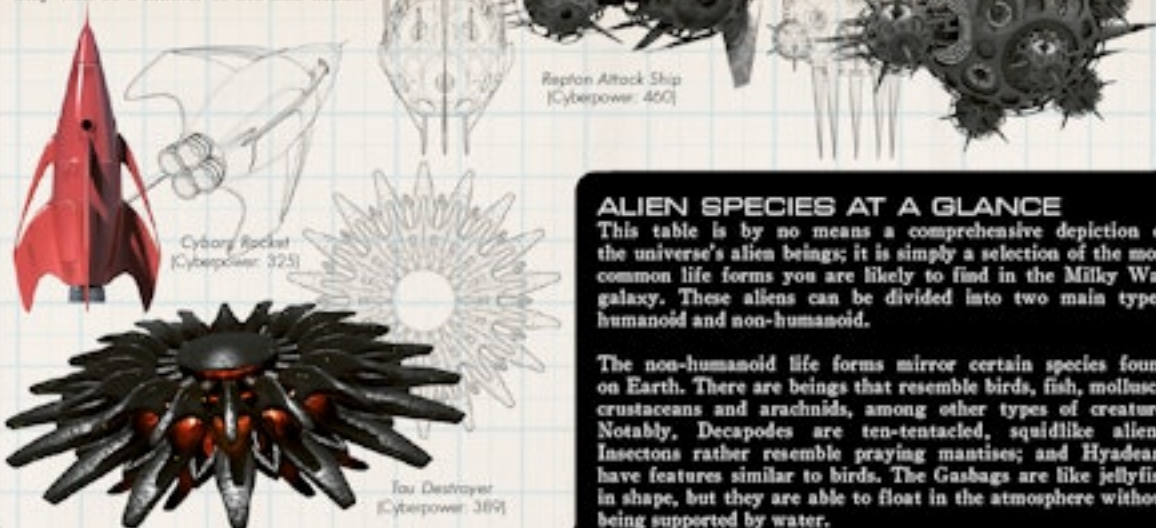 Repton Attack Ship
(Cyberpower: 460)
Cyborg Rocket
(Cyberpower: 325)
Tau Destroyer
(Cyberpower: 389)
ALIEN SPECIES AT A GLANCE
This table is by no means a comprehensive depiction
the universe's alien beings; it is simply a selection of the
common life forms you are likely to find in the Milky
galaxy. These aliens can be divided into two main
humanoid and non-humanoid.
The non-humanoid life forms mirror certain species
on Earth. There are beings that resemble birds, fish,
crustaceans and arachnids, among other types of
Notably, Decapodes are ten-tentacled, squidlike
Insectons rather resemble praying mantises; and
have features similar to birds. The Gasbags are like
in shape, but they are able to float in the atmosphere
being supported by water.